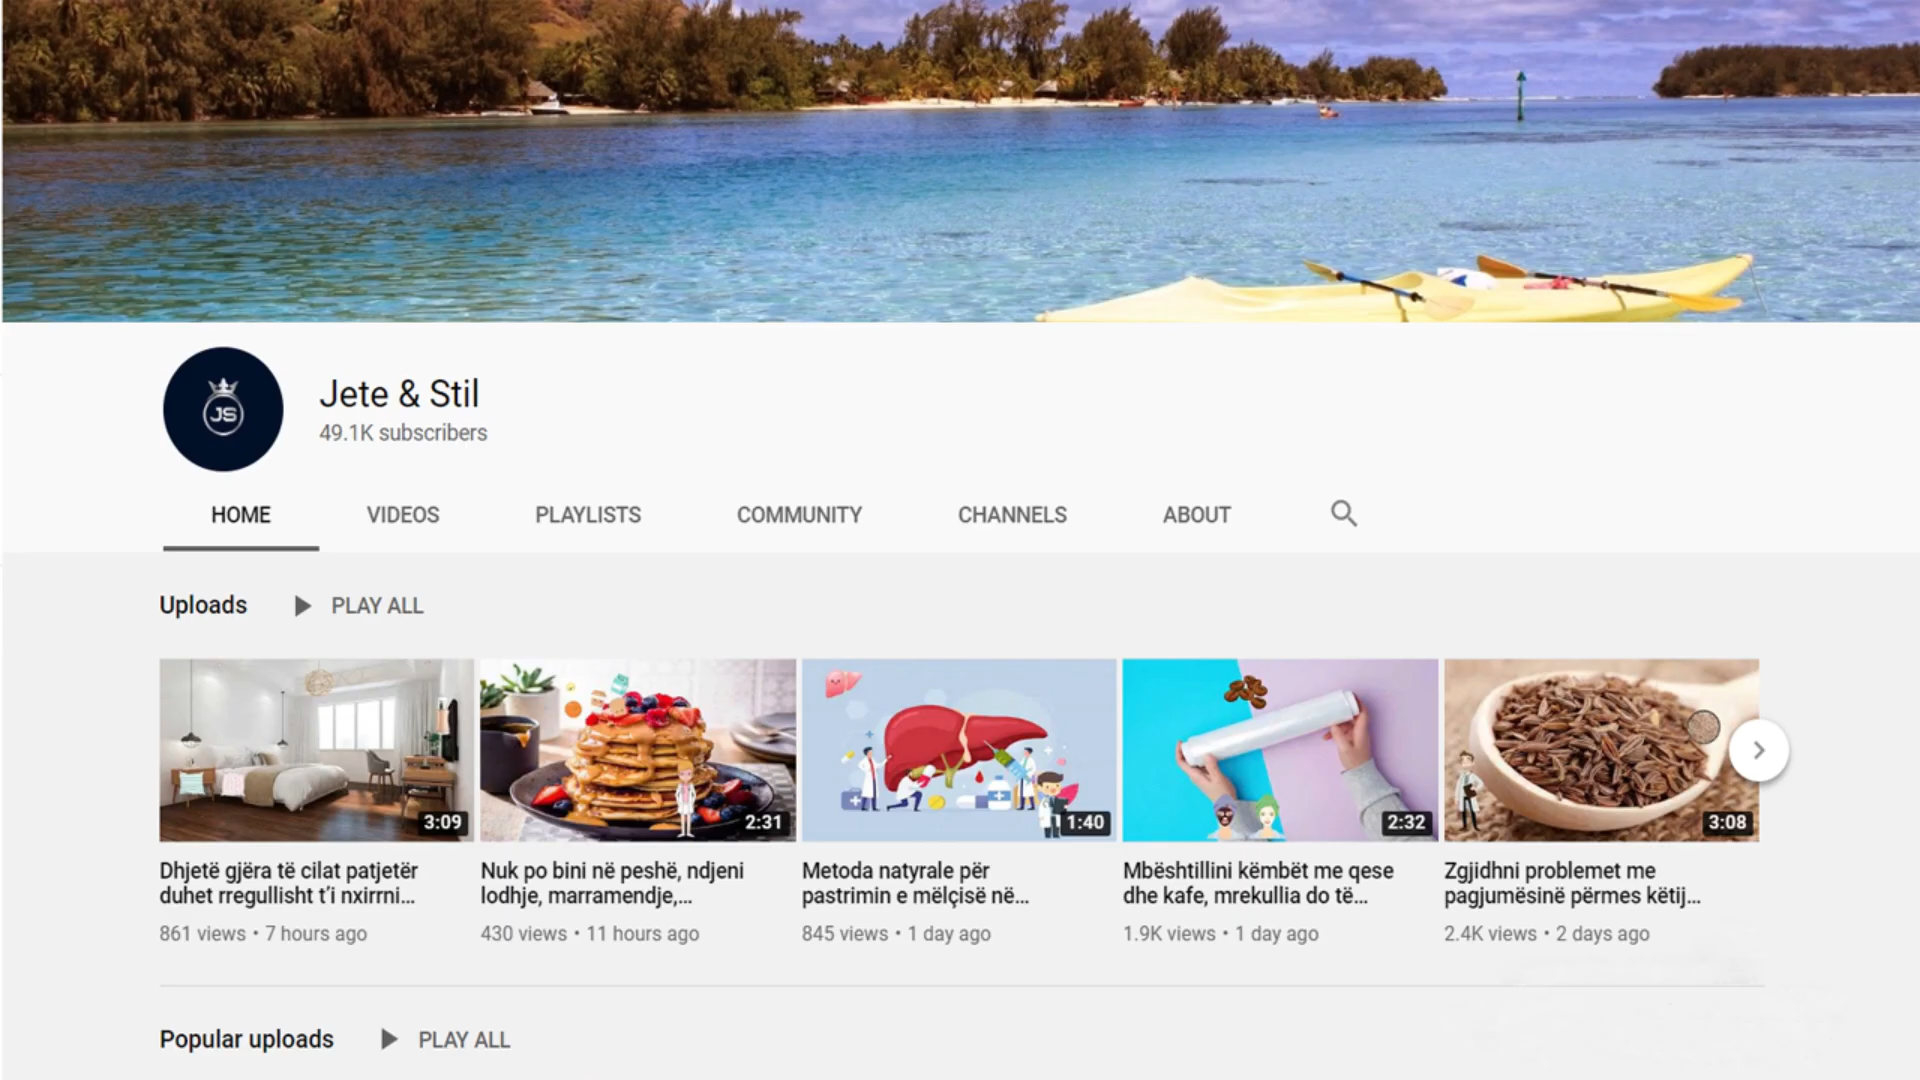 JS
Jete & Stil
49.1K subscribers
HOME VIDEOS PLAYLISTS COMMUNITY CHANNELS ABOUT
Uploads PLAY ALL
3:09 2:31 1:40 2:32 3:08
Dhjetë gjëra të cilat patjetër
duhet rregullisht t’i nxirrni...
861 views • 7 hours ago
Nuk po bini në peshë, ndjeni
lodhje, marramendje,...
430 views • 11 hours ago
Metoda natyrale për
pastrimin e mëlçisë në...
845 views • 1 day ago
Mbështillini këmbët me qese
dhe kafe, mrekullia do të...
1.9K views • 1 day ago
Zgjidhni problemet me
pagjumësinë përmes këtij...
2.4K views • 2 days ago
Popular uploads PLAY ALL